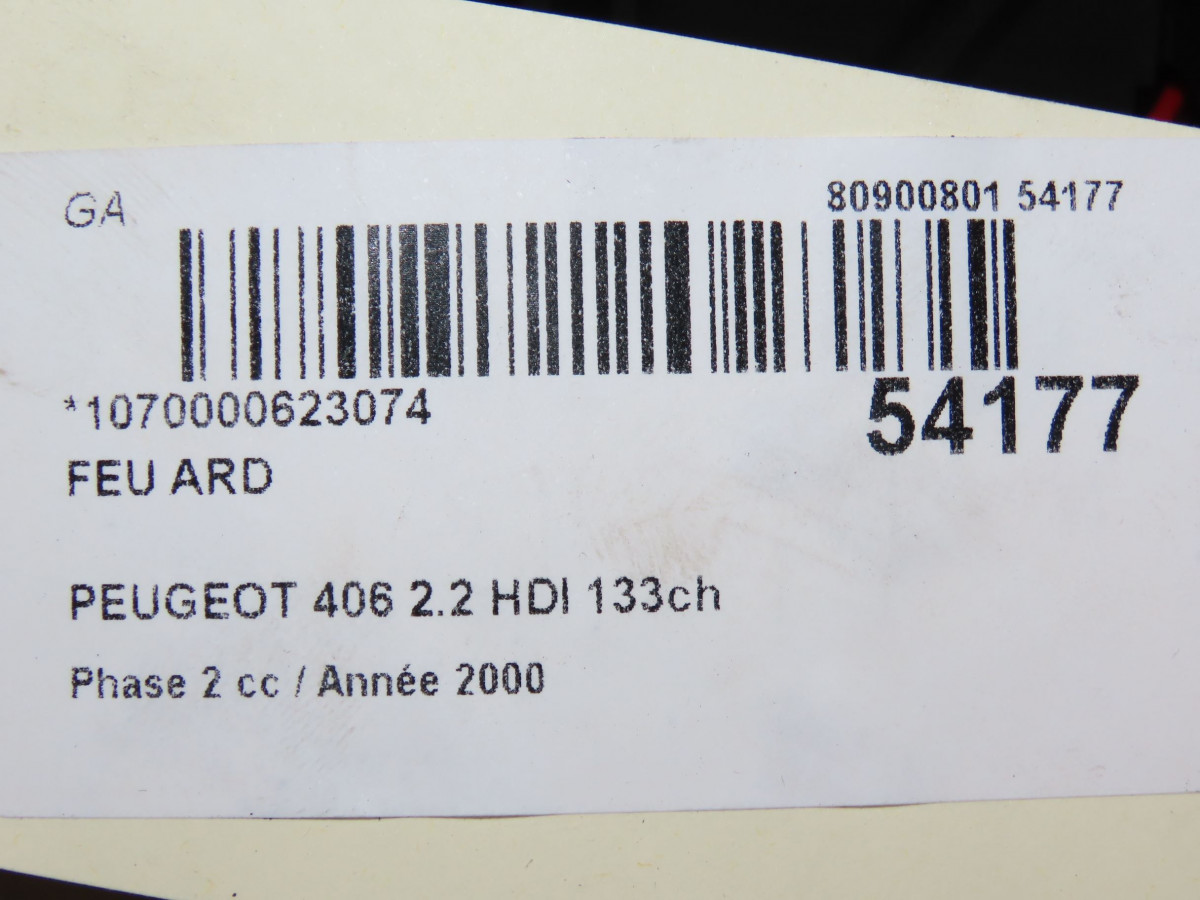 GA
80900801 54177
*1070000623074
54177
FEU ARD
PEUGEOT 406 2.2 HDI 133ch
Phase 2 cc / Année 2000